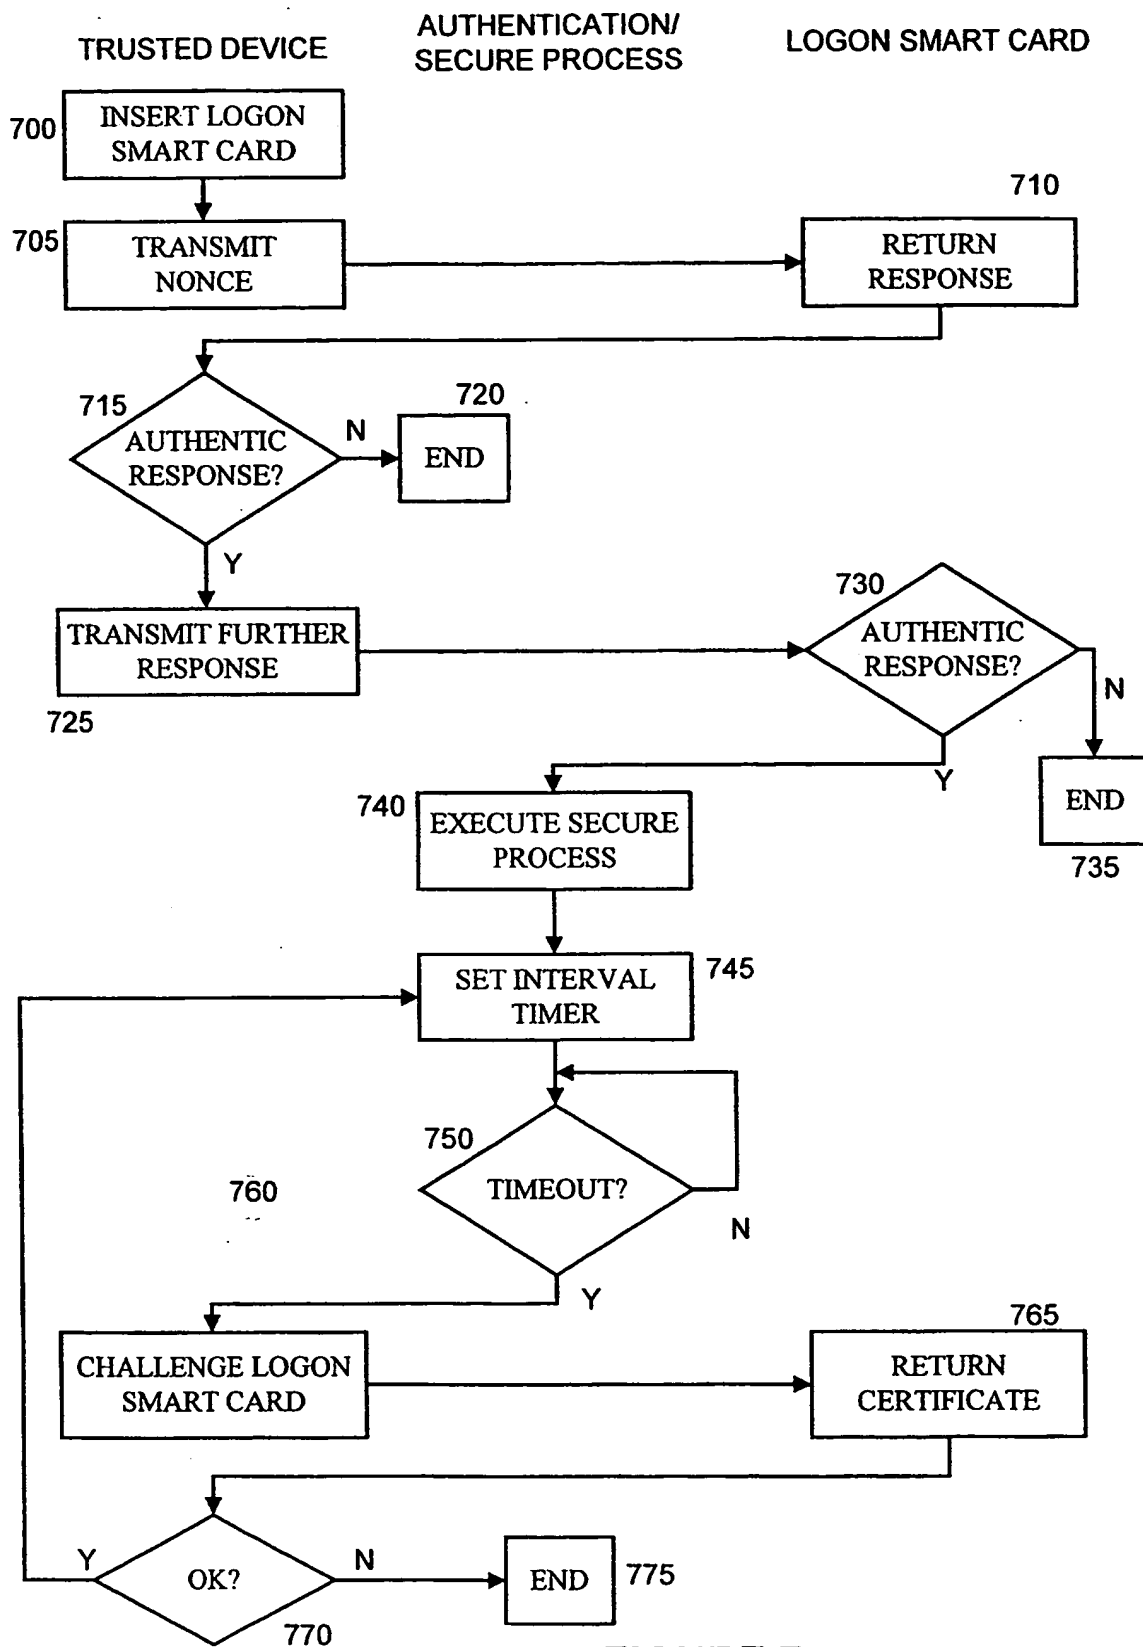 TRUSTED DEVICE
AUTHENTICATION/
SECURE PROCESS
LOGON SMART CARD
700
INSERT LOGON
SMART CARD
705
TRANSMIT
NONCE
710
RETURN
RESPONSE
715
AUTHENTIC
RESPONSE?
N
720
END
Y
TRANSMIT FURTHER
RESPONSE
725
730
AUTHENTIC
RESPONSE?
N
Y
END
735
740
EXECUTE SECURE
PROCESS
745
SET INTERVAL
TIMER
750
TIMEOUT?
N
Y
760
CHALLENGE LOGON
SMART CARD
765
RETURN
CERTIFICATE
Y
OK?
N
770
END
775